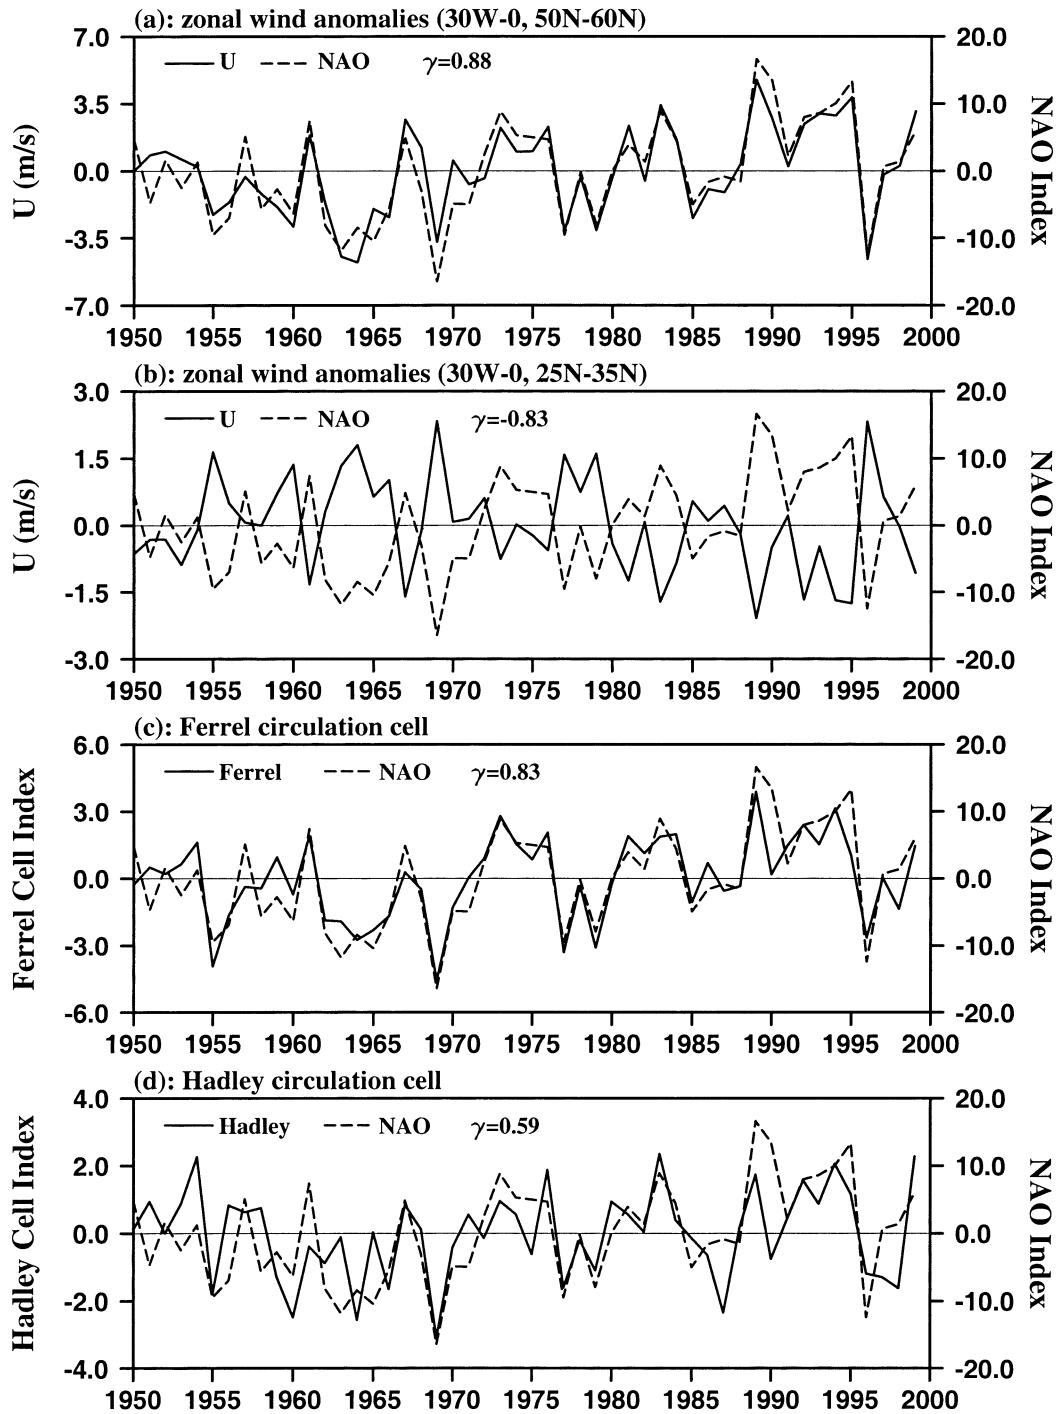 (a): zonal wind anomalies (30W-0, 50N-60N)
7.0 20.0
U NAO γ=0.88
3.5 10.0
0.0 0.0
-3.5 -10.0
-7.0 -20.0
U (m/s)
NAO Index
1950 1955 1960 1965 1970 1975 1980 1985 1990 1995 2000
(b): zonal wind anomalies (30W-0, 25N-35N)
3.0 20.0
U NAO γ=-0.83
1.5 10.0
0.0 0.0
-1.5 -10.0
-3.0 -20.0
U (m/s)
NAO Index
1950 1955 1960 1965 1970 1975 1980 1985 1990 1995 2000
(c): Ferrel circulation cell
6.0 20.0
Ferrel NAO γ=0.83
3.0 10.0
0.0 0.0
-3.0 -10.0
-6.0 -20.0
Ferrel Cell Index
NAO Index
1950 1955 1960 1965 1970 1975 1980 1985 1990 1995 2000
(d): Hadley circulation cell
4.0 20.0
Hadley NAO γ=0.59
2.0 10.0
0.0 0.0
-2.0 -10.0
-4.0 -20.0
Hadley Cell Index
NAO Index
1950 1955 1960 1965 1970 1975 1980 1985 1990 1995 2000